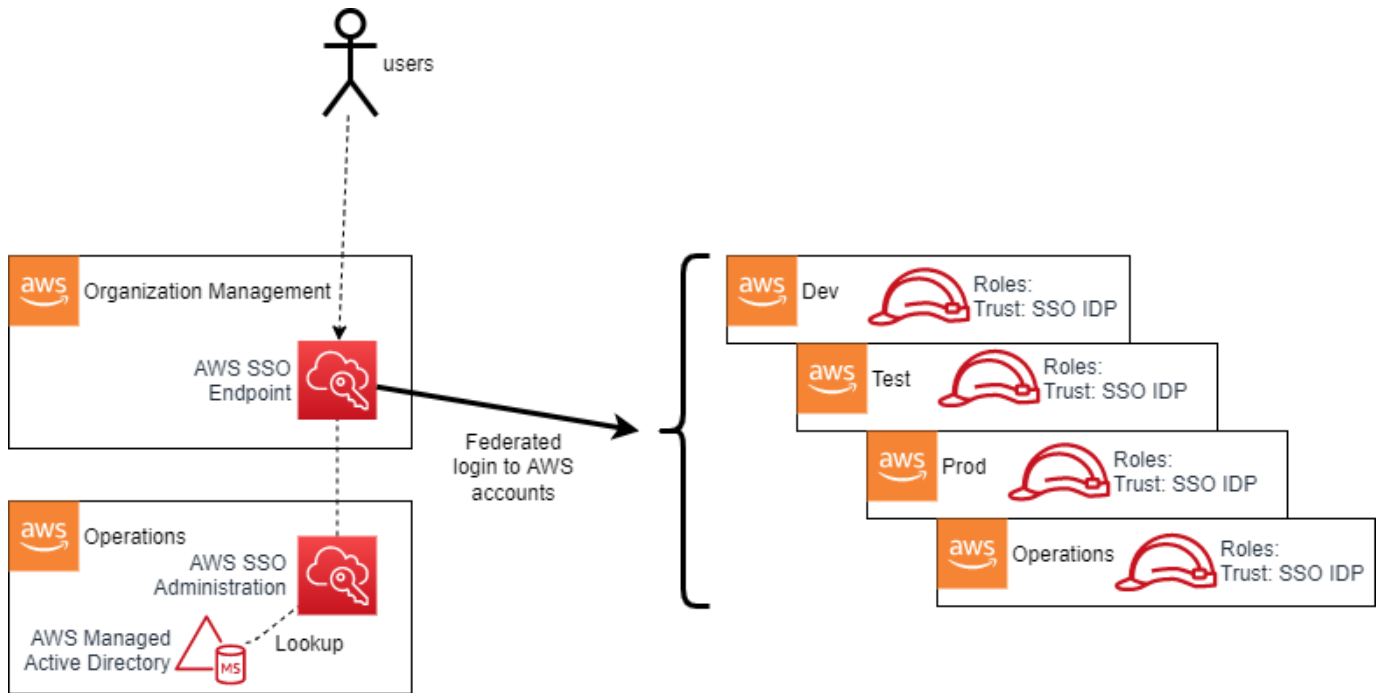 users
aws
Organization Management
AWS SSO
Endpoint
Federated
login to AWS
accounts
aws
Operations
AWS SSO
Administration
AWS Managed
Active Directory
MS
Lookup
aws
Dev
Roles:
Trust: SSO IDP
aws
Test
Roles:
Trust: SSO IDP
aws
Prod
Roles:
Trust: SSO IDP
aws
Operations
Roles:
Trust: SSO IDP